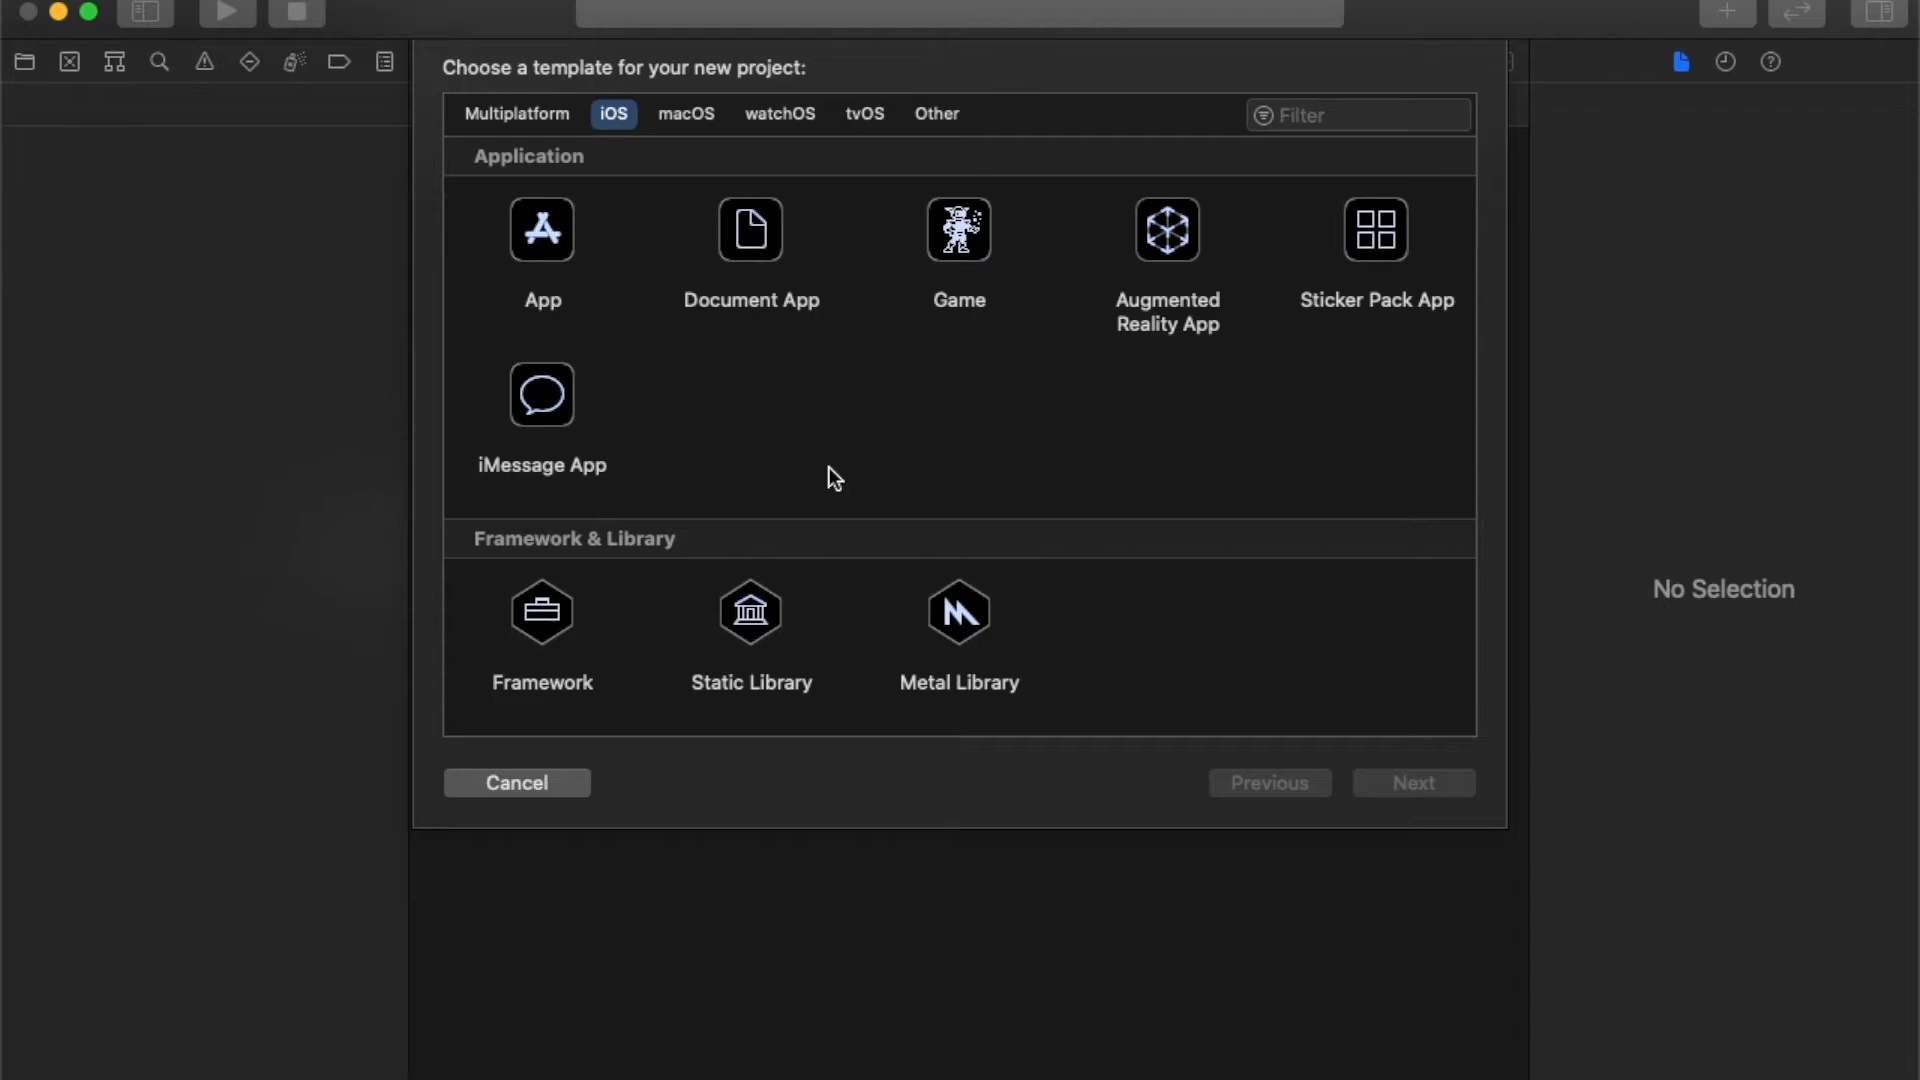 Choose a template for your new project:
Multiplatform iOS macOS watchOS tvOS Other Filter
Application
App Document App Game Augmented Sticker Pack App
Reality App
iMessage App
Framework & Library
No Selection
Framework Static Library Metal Library
Cancel Previous Next